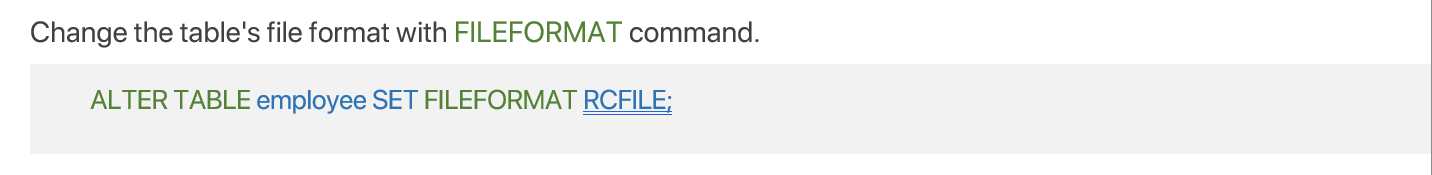 Change the table's file format with FILEFORMAT command.
ALTER TABLE employee SET FILEFORMAT RCFILE;